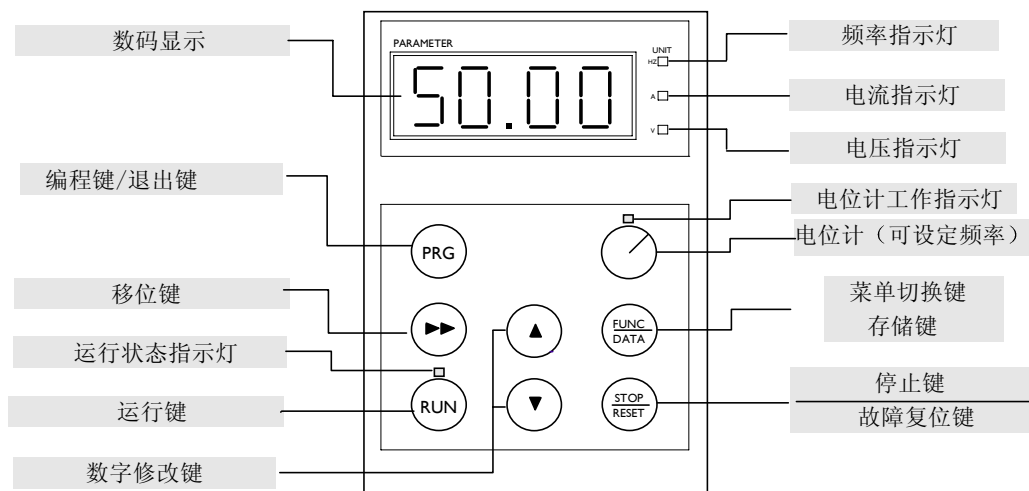 数码显示
PARAMETER
UNIT
HZ
50.00
A
V
频率指示灯
电流指示灯
电压指示灯
编程键/退出键
电位计工作指示灯
电位计（可设定频率）
PRG
移位键
菜单切换键
存储键
FUNC
DATA
运行状态指示灯
运行键
RUN
STOP
RESET
停止键
故障复位键
数字修改键